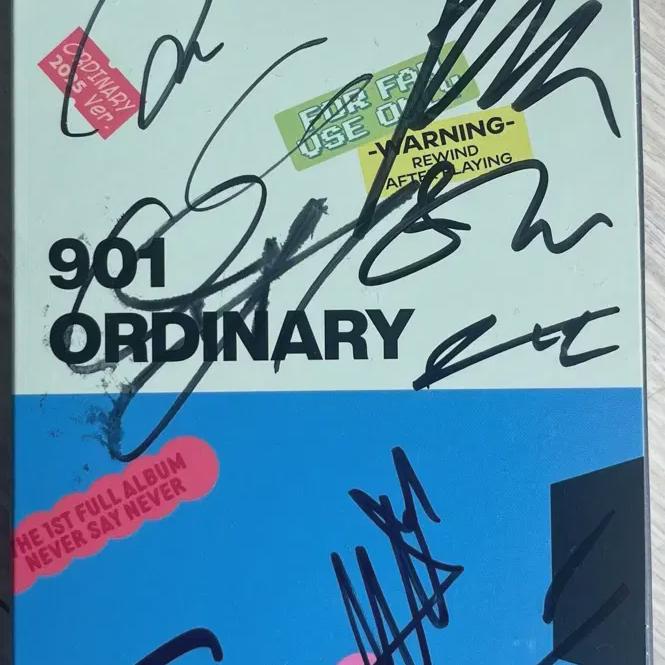 ORDINARY
2005 Ver.
FOR FAN
USE ONLY
-WARNING-
REWIND
AFTER PLAYING
901
ORDINARY
THE 1ST FULL ALBUM
NEVER SAY NEVER